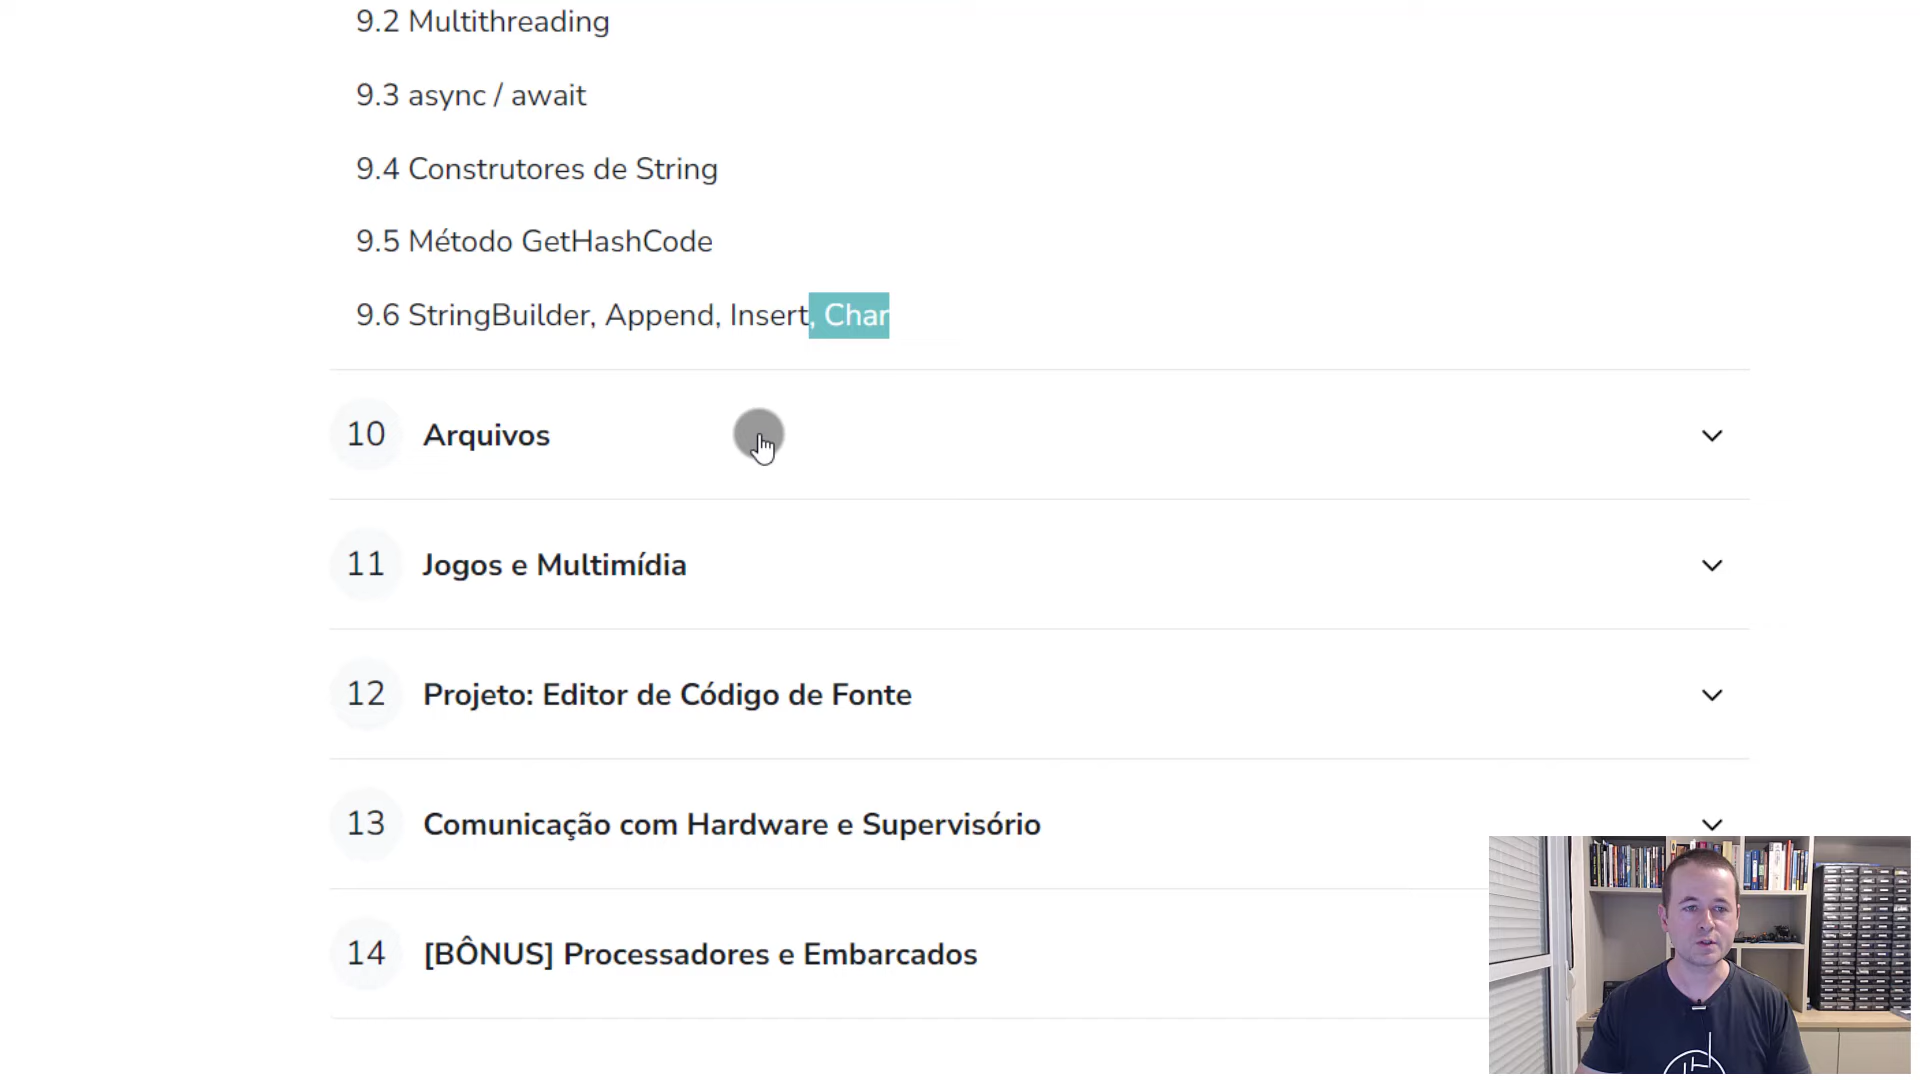 9.2 Multithreading
9.3 async / await
9.4 Construtores de String
9.5 Método GetHashCode
9.6 StringBuilder, Append, Insert, Char
10 Arquivos
11 Jogos e Multimídia
12 Projeto: Editor de Código de Fonte
13 Comunicação com Hardware e Supervisório
14 [BÔNUS] Processadores e Embarcados